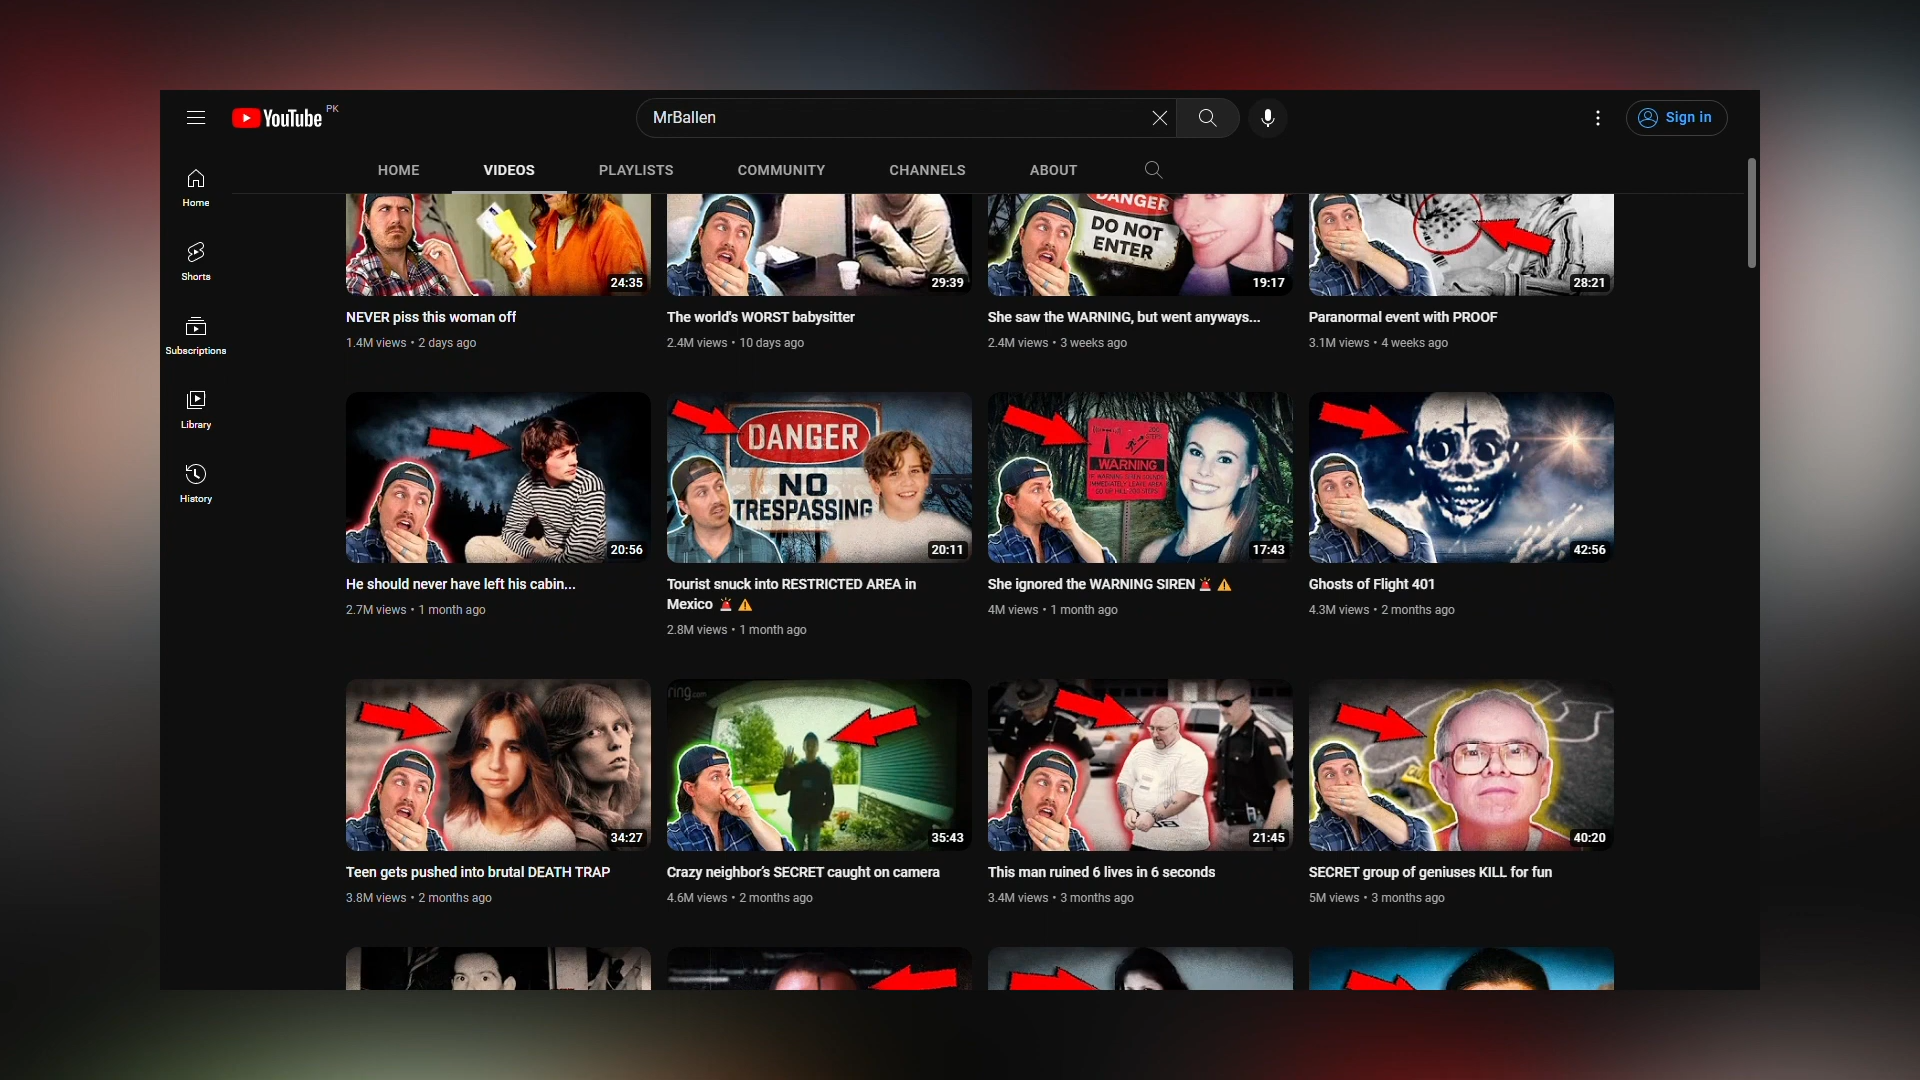 YouTube PK
MrBallen
Sign in
HOME VIDEOS PLAYLISTS COMMUNITY CHANNELS ABOUT
Home
Shorts
Subscriptions
Library
History
DANGER
DO NOT
ENTER
24:35
29:39
19:17
28:21
NEVER piss this woman off
1.4M views • 2 days ago
The world's WORST babysitter
2.4M views • 10 days ago
She saw the WARNING, but went anyways...
2.4M views • 3 weeks ago
Paranormal event with PROOF
3.1M views • 4 weeks ago
DANGER
NO
TRESPASSING
WARNING
20:56
20:11
17:43
42:56
He should never have left his cabin...
2.7M views • 1 month ago
Tourist snuck into RESTRICTED AREA in
Mexico 🚨 ⚠️
2.8M views • 1 month ago
She ignored the WARNING SIREN 🚨 ⚠️
4M views • 1 month ago
Ghosts of Flight 401
4.3M views • 2 months ago
ring.com
34:27
35:43
21:45
40:20
Teen gets pushed into brutal DEATH TRAP
3.8M views • 2 months ago
Crazy neighbor's SECRET caught on camera
4.6M views • 2 months ago
This man ruined 6 lives in 6 seconds
3.4M views • 3 months ago
SECRET group of geniuses KILL for fun
5M views • 3 months ago